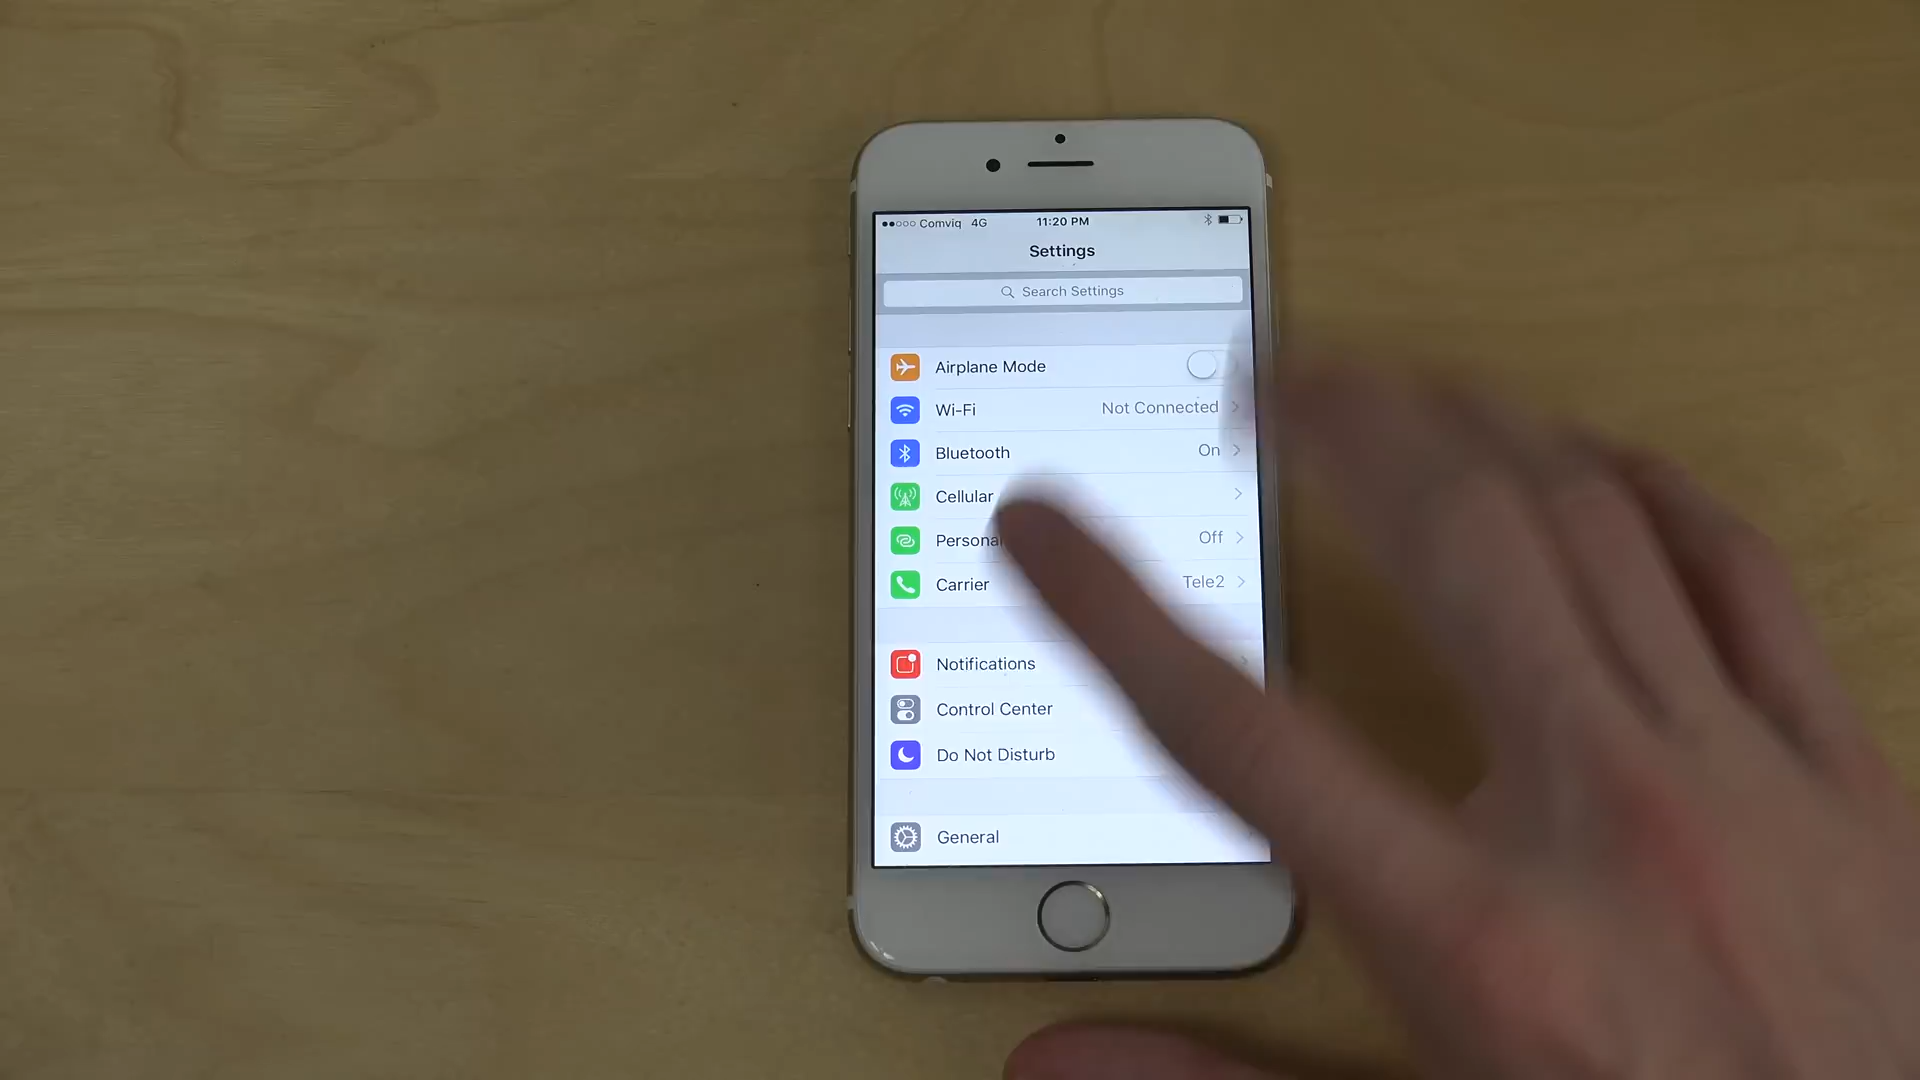 Comviq 4G 11:20 PM
Settings
Search Settings
Airplane Mode
Wi-Fi Not Connected
Bluetooth On
Cellular
Personal Off
Carrier Tele2
Notifications
Control Center
Do Not Disturb
General